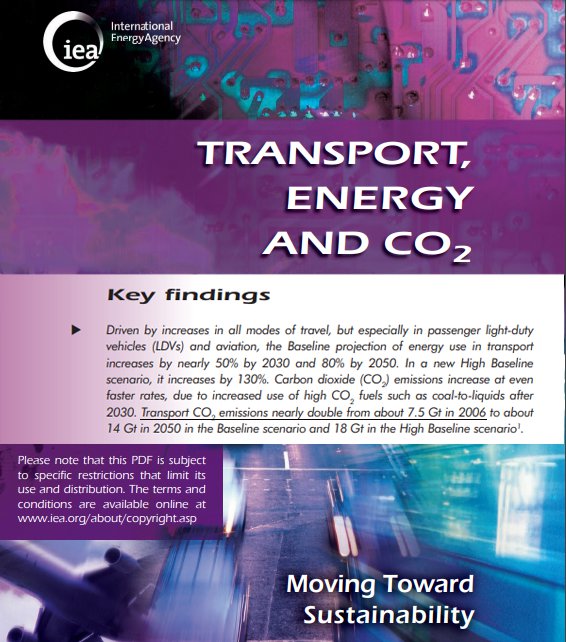 iea
International
EnergyAgency
TRANSPORT,
ENERGY
AND CO₂
Key findings
► Driven by increases in all modes of travel, but especially in passenger light-duty
vehicles (LDVs) and aviation, the Baseline projection of energy use in transport
increases by nearly 50% by 2030 and 80% by 2050. In a new High Baseline
scenario, it increases by 130%. Carbon dioxide (CO₂) emissions increase at even
faster rates, due to increased use of high CO₂ fuels such as coal-to-liquids after
2030. Transport CO₂ emissions nearly double from about 7.5 Gt in 2006 to about
14 Gt in 2050 in the Baseline scenario and 18 Gt in the High Baseline scenario¹.
Please note that this PDF is subject
to specific restrictions that limit its
use and distribution. The terms and
conditions are available online at
www.iea.org/about/copyright.asp
Moving Toward
Sustainability